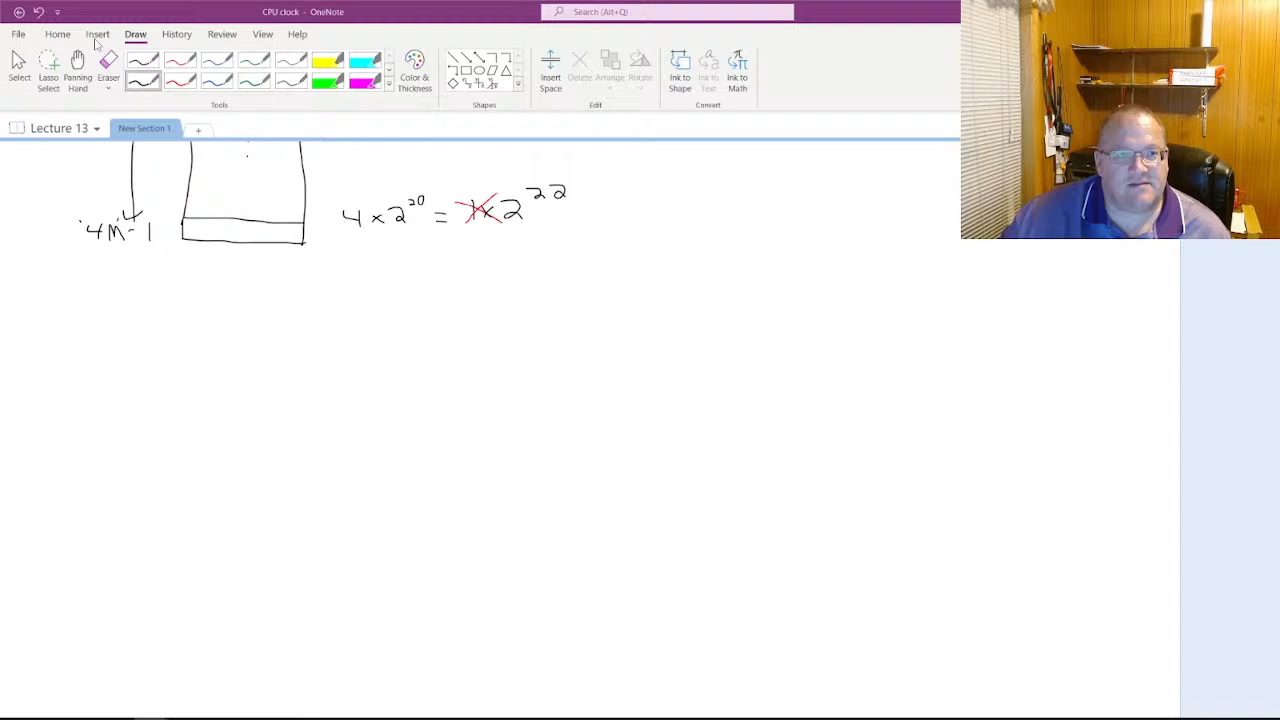 CPU clock - OneNote
Search (Alt+Q)
File Home Insert Draw History Review View Help
Select
Lasso Select
Panning Hand
Eraser
Color & Thickness
Shapes
Insert Space
Delete
Arrange
Rotate
Ink to Shape
Ink to Text
Ink to Math
Tools
Shapes
Edit
Convert
Lecture 13
New Section 1
+
4M-1
4 x 2^20 = 1x 2^22